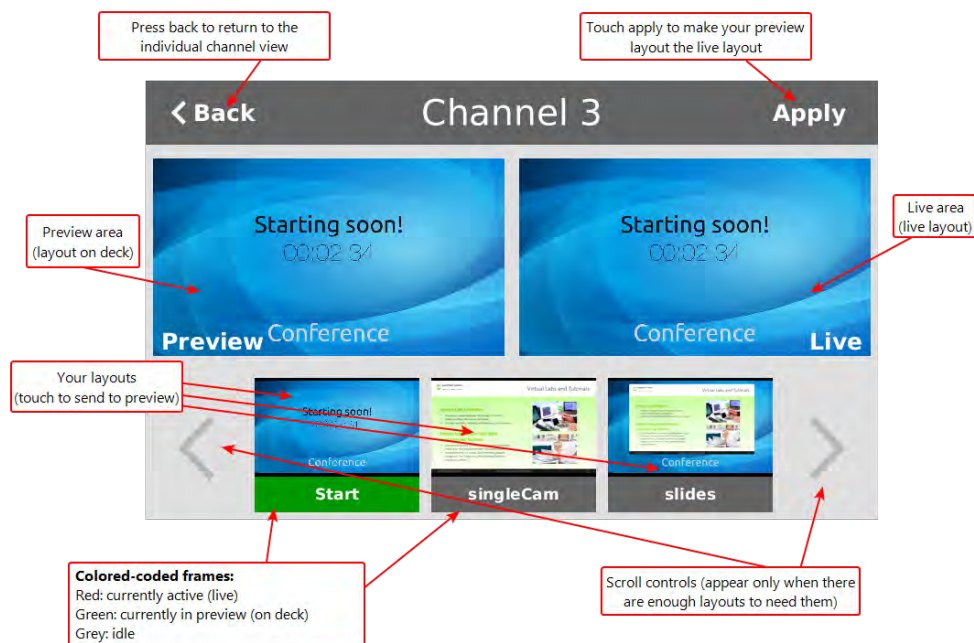 Press back to return to the
individual channel view
Touch apply to make your preview
layout the live layout
Back
Channel 3
Apply
Preview area
(layout on deck)
Starting soon!
00:02:34
Conference
Preview
Starting soon!
00:02:34
Conference
Live
Live area
(live layout)
Your layouts
(touch to send to preview)
Starting soon!
Conference
Start
Virtual Labs and Tutorials
singleCam
Virtual Labs and Tutorials
Conference
slides
Colored-coded frames:
Red: currently active (live)
Green: currently in preview (on deck)
Grey: idle
Scroll controls (appear only when there
are enough layouts to need them)